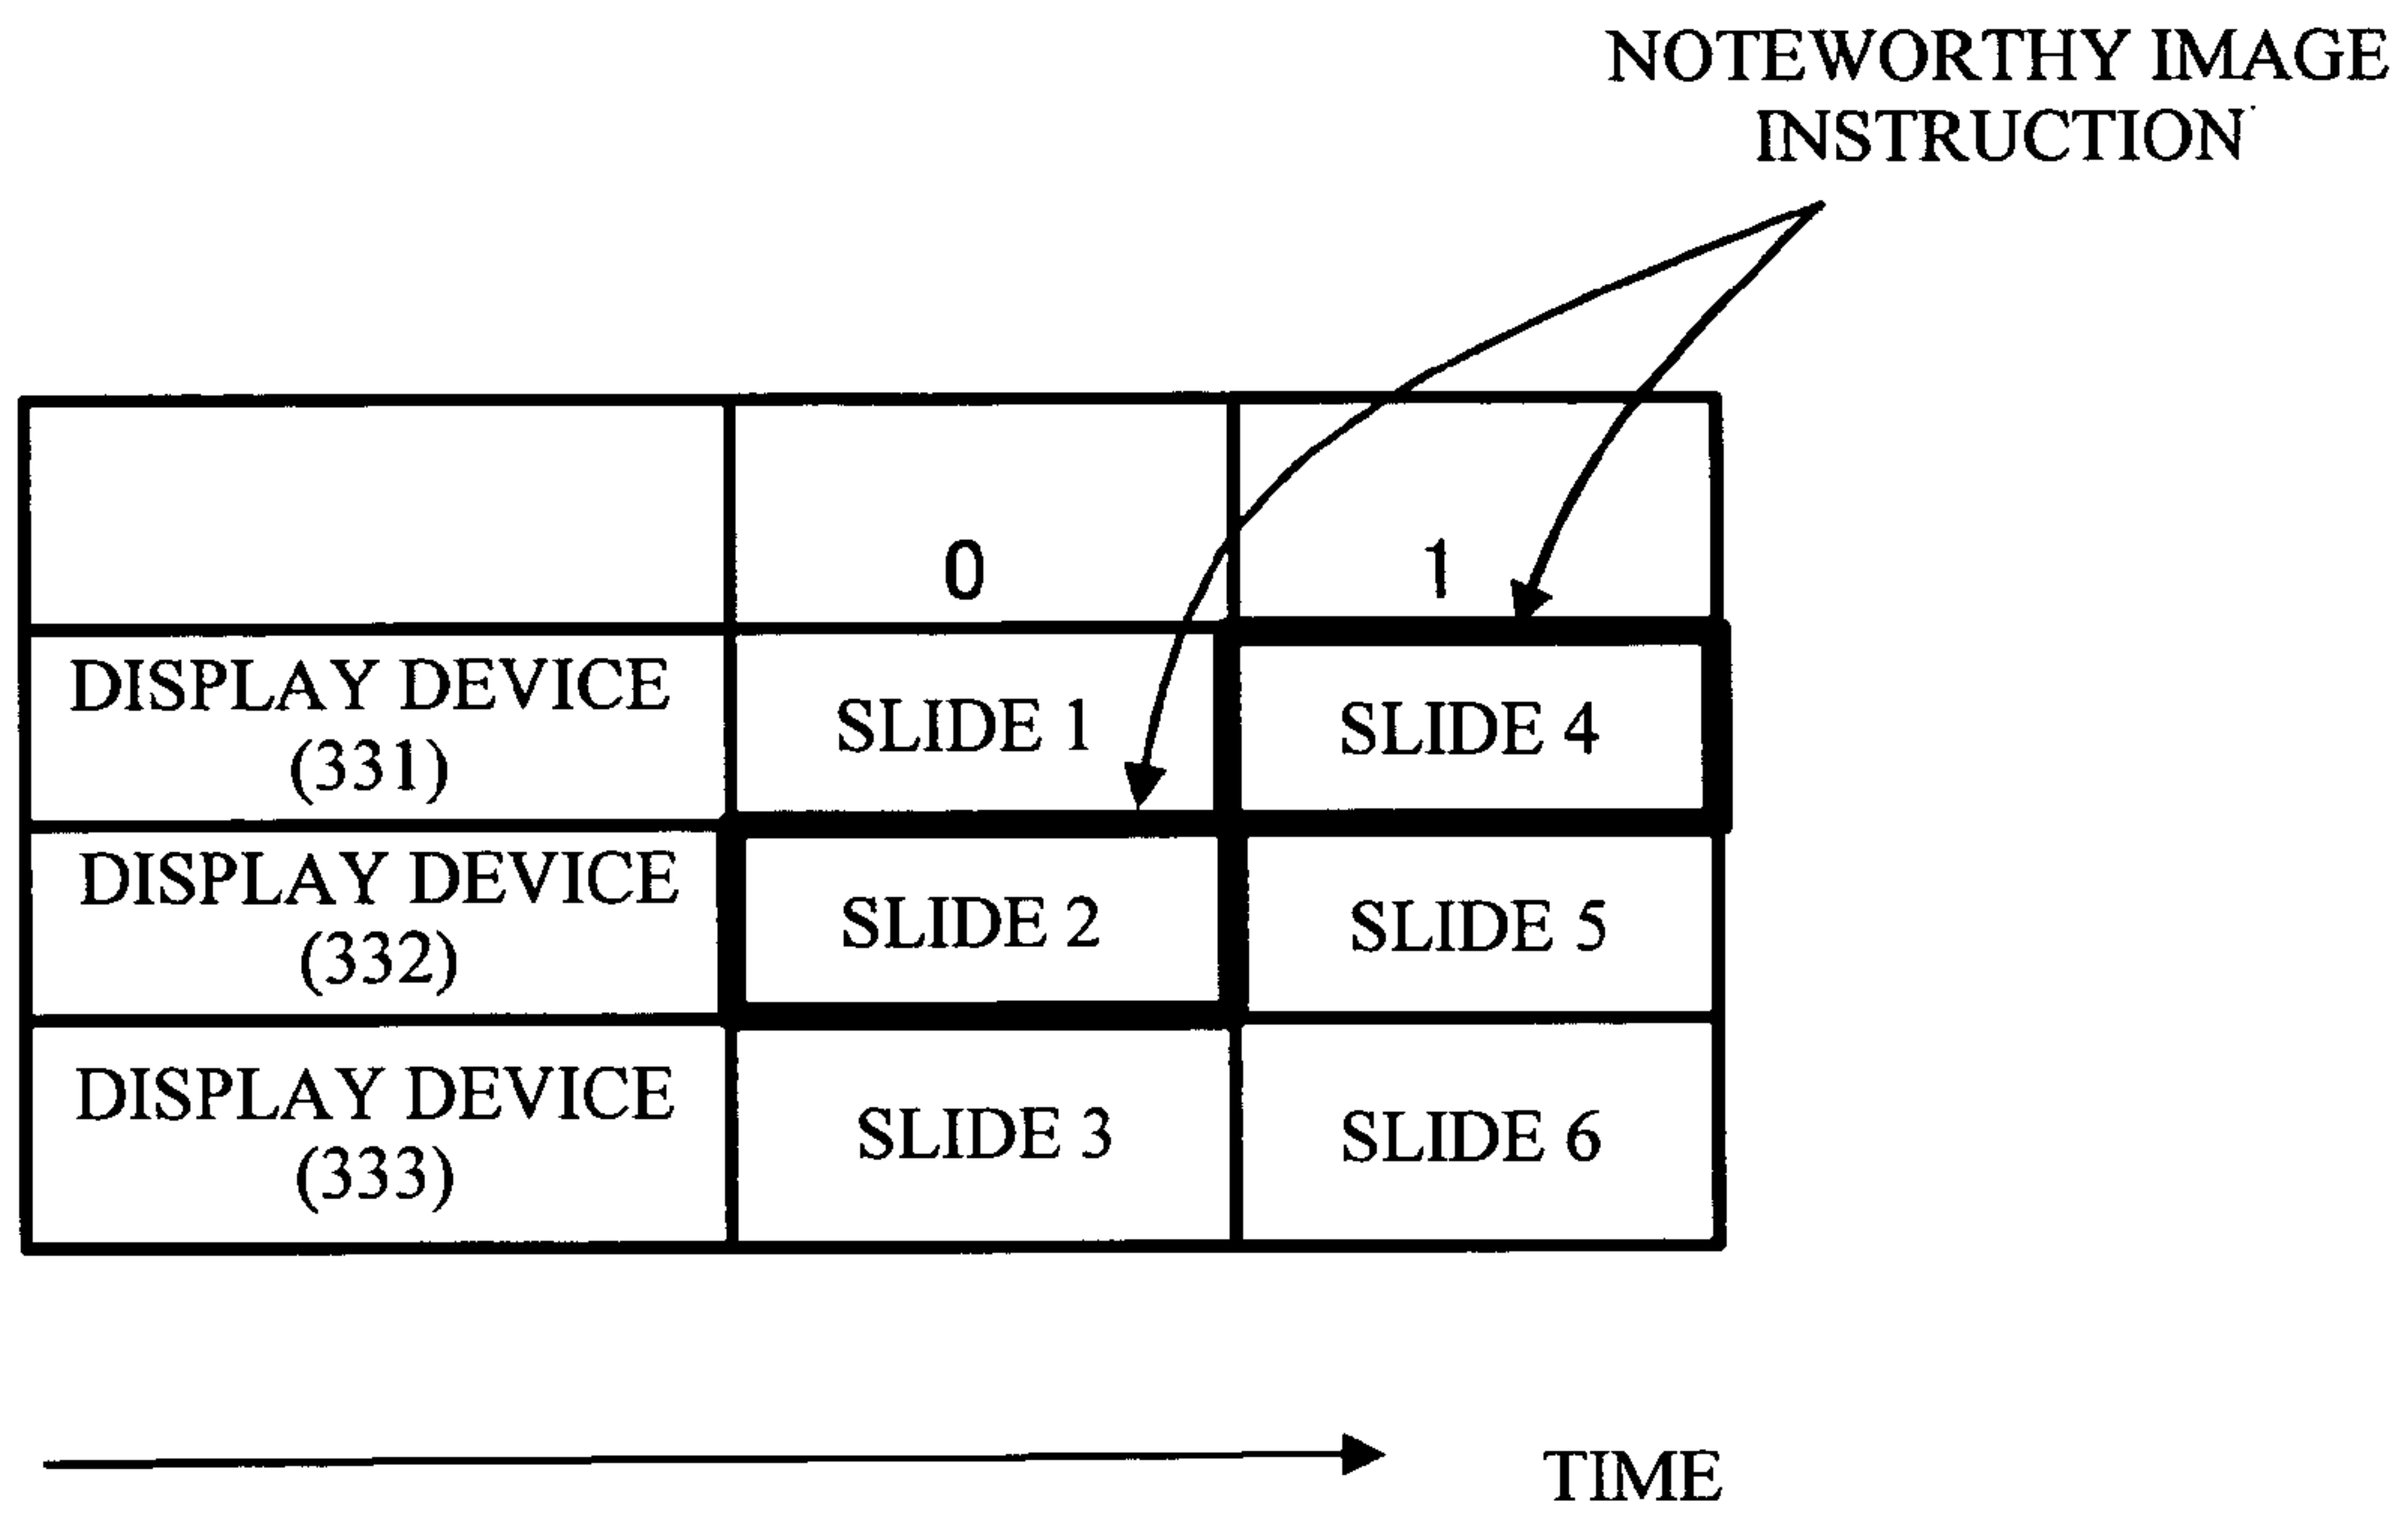 NOTEWORTHY IMAGE
INSTRUCTION
0 1
DISPLAY DEVICE
(331)
SLIDE 1
SLIDE 4
DISPLAY DEVICE
(332)
SLIDE 2
SLIDE 5
DISPLAY DEVICE
(333)
SLIDE 3
SLIDE 6
TIME